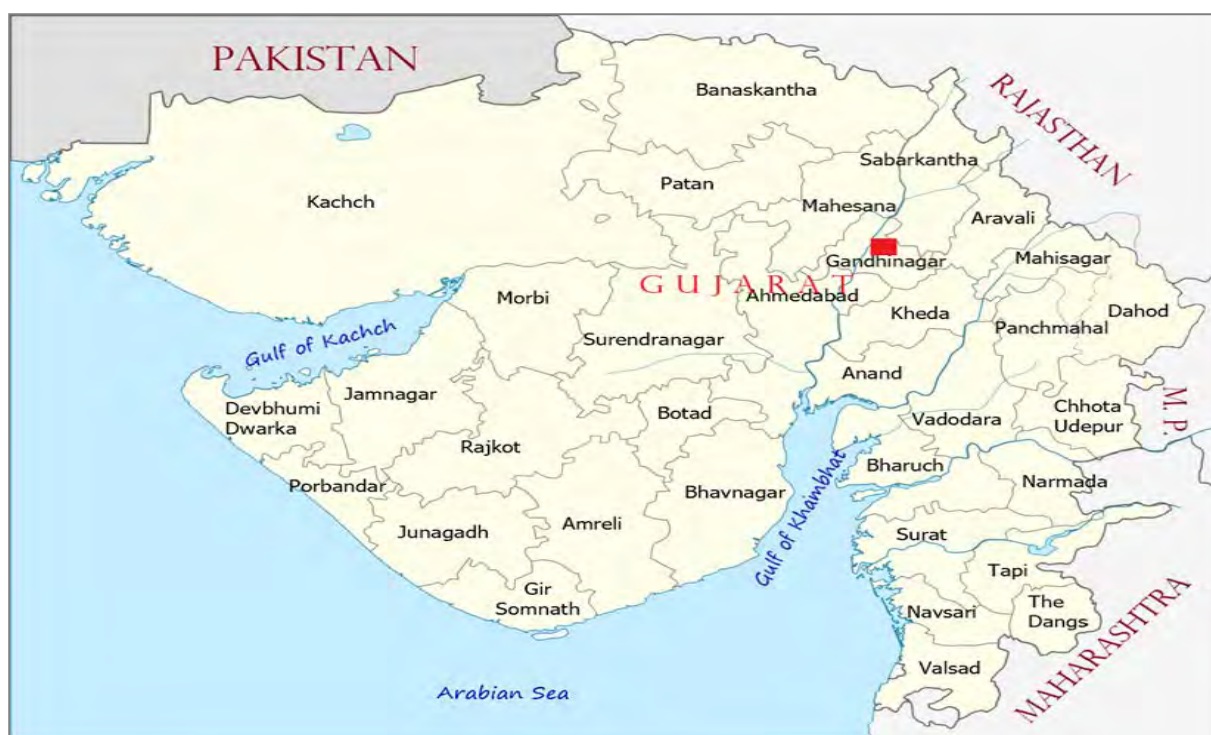 PAKISTAN
RAJASTHAN
Banaskantha
Sabarkantha
Patan
Kachch
Mahesana
Aravali
Gandhinagar
Mahisagar
GUJARAT
Ahmedabad
Morbi
Kheda
Dahod
Panchmahal
Gulf of Kachch
Surendranagar
Anand
Jamnagar
M.P.
Devbhumi
Dwarka
Botad
Vadodara
Chhota
Udepur
Rajkot
Bharuch
Porbandar
Bhavnagar
Narmada
Gulf of Khambhat
Junagadh
Amreli
Surat
Tapi
Gir
Somnath
Navsari
The
Dangs
MAHARASHTRA
Valsad
Arabian Sea